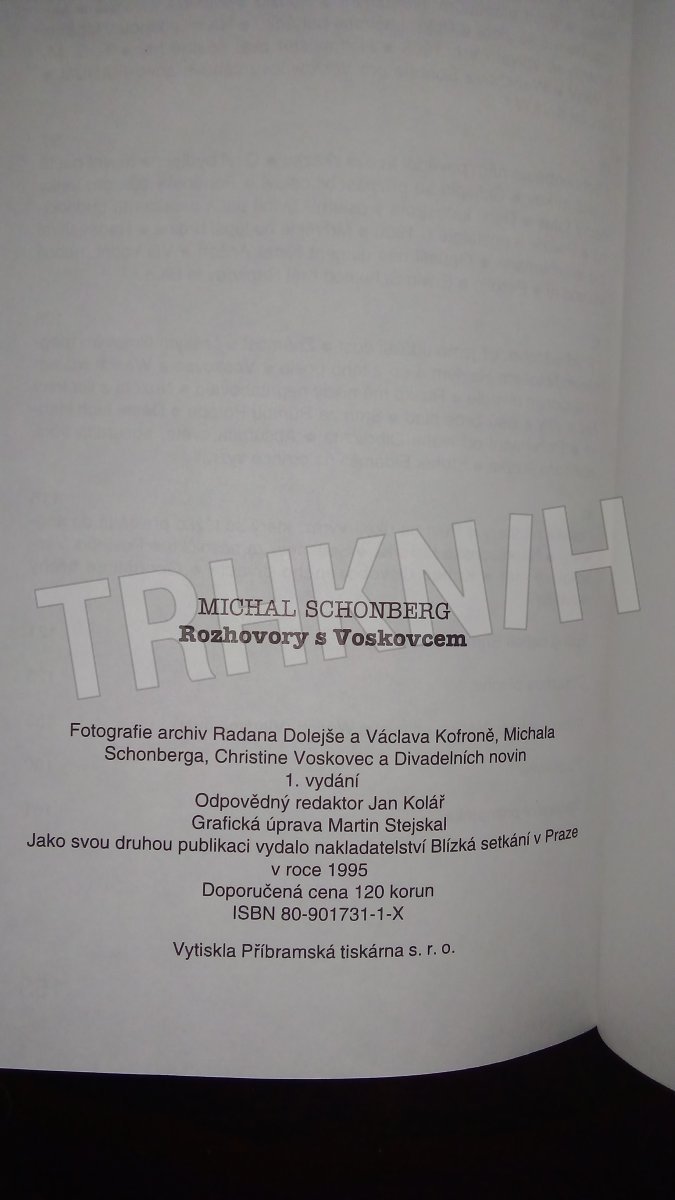 TRHKNIH
MICHAL SCHONBERG
Rozhovory s Voskovcem
Fotografie archiv Radana Dolejše a Václava Kofroně, Michala
Schonberga, Christine Voskovec a Divadelních novin
1. vydání
Odpovědný redaktor Jan Kolář
Grafická úprava Martin Stejskal
Jako svou druhou publikaci vydalo nakladatelství Blízká setkání v Praze
v roce 1995
Doporučená cena 120 korun
ISBN 80-901731-1-X
Vytiskla Příbramská tiskárna s. r. o.